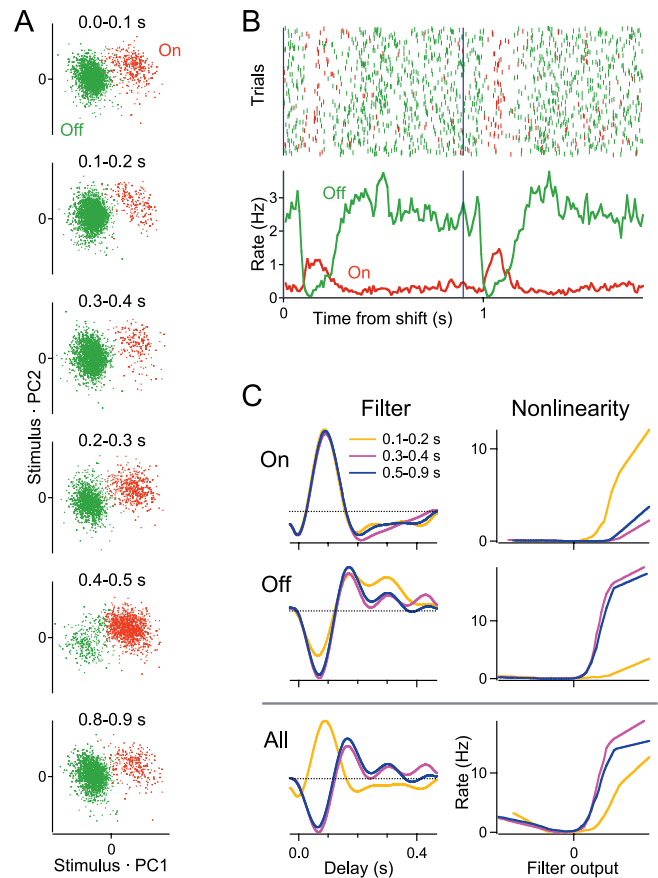 A
0.0-0.1 s
0
On
Off
0.1-0.2 s
0
0.3-0.4 s
0
0.2-0.3 s
0
0.4-0.5 s
0
0.8-0.9 s
0
0
Stimulus · PC2
Stimulus · PC1
B
Trials
Rate (Hz)
3
2
1
0
Off
On
0
1
Time from shift (s)
C
Filter
Nonlinearity
0.1-0.2 s
0.3-0.4 s
0.5-0.9 s
On
10
0
Off
10
0
All
Rate (Hz)
10
0
0.0
0.4
Delay (s)
0
Filter output